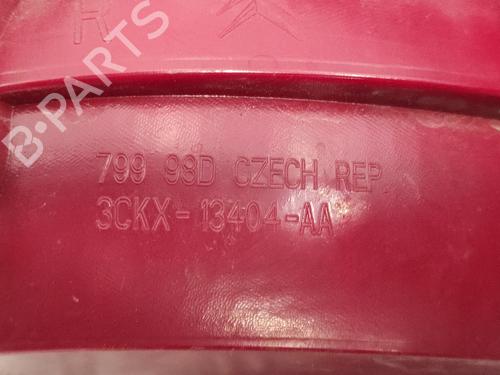 R
B-PARTS
799 98D CZECH REP.
3CKX-13404-AA